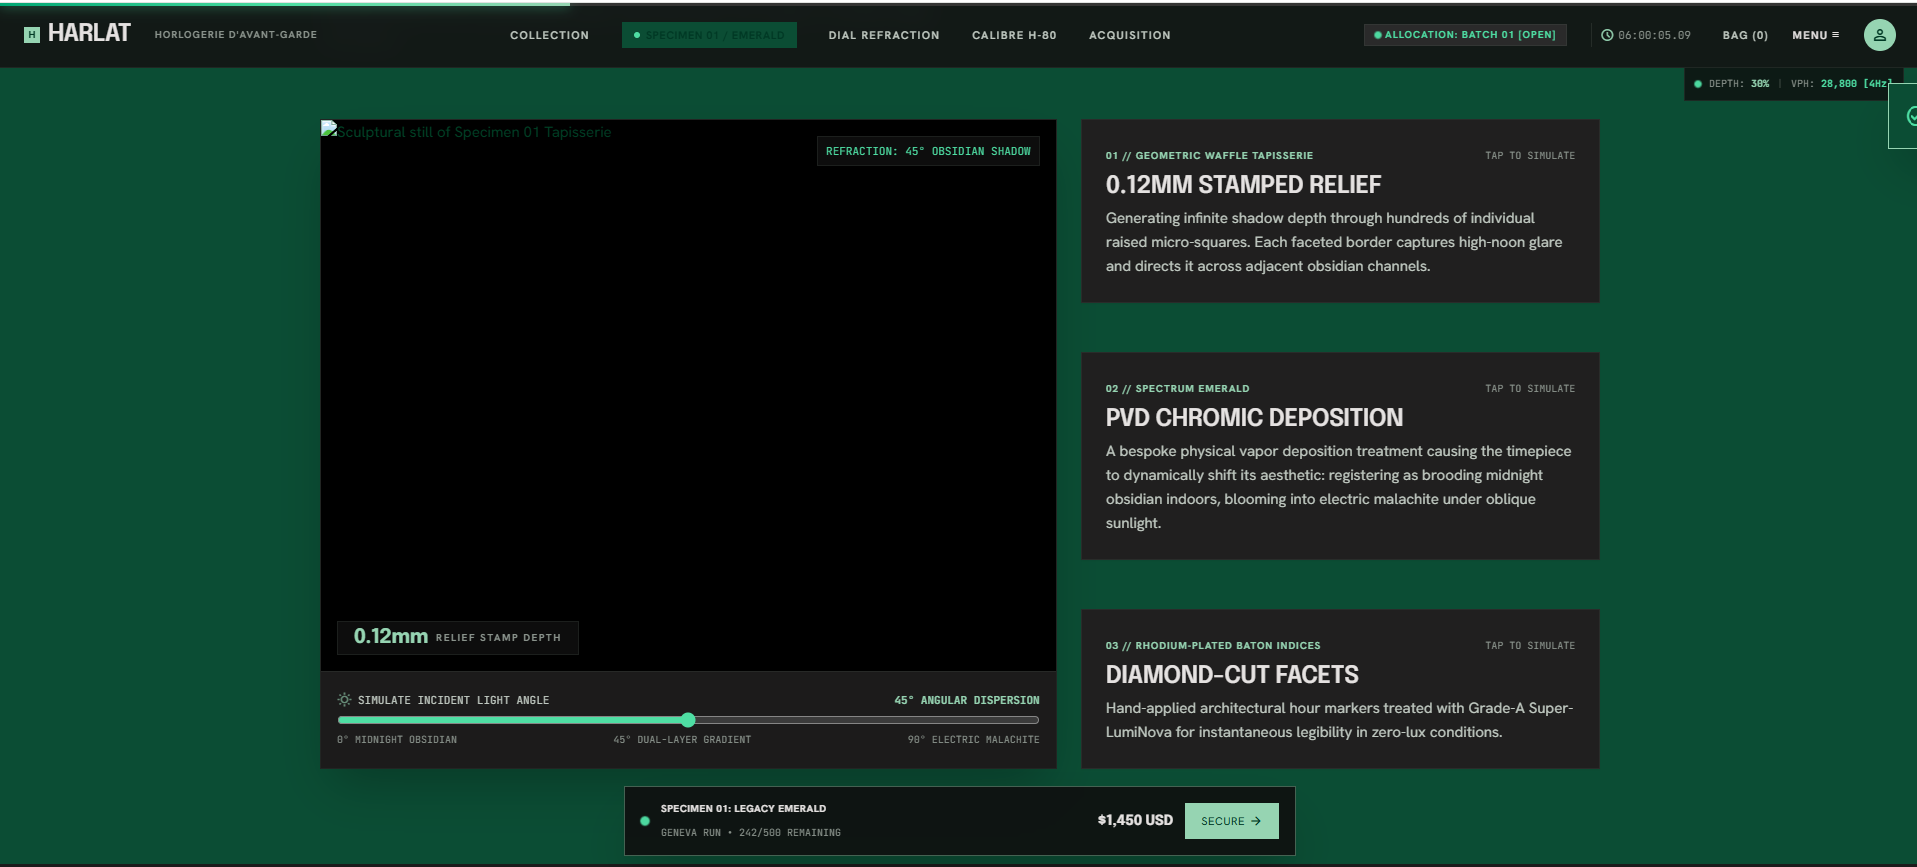 H HARLAT
HORLOGERIE D'AVANT-GARDE
COLLECTION
SPECIMEN 01 / EMERALD
DIAL REFRACTION
CALIBRE H-80
ACQUISITION
ALLOCATION: BATCH 01 [OPEN]
06:00:05.09
BAG (0)
MENU ≡
DEPTH: 30% | VPH: 28,800 [4Hz]
Sculptural still of Specimen 01 Tapisserie
REFRACTION: 45° OBSIDIAN SHADOW
0.12mm RELIEF STAMP DEPTH
SIMULATE INCIDENT LIGHT ANGLE
45° ANGULAR DISPERSION
0° MIDNIGHT OBSIDIAN
45° DUAL-LAYER GRADIENT
90° ELECTRIC MALACHITE
01 // GEOMETRIC WAFFLE TAPISSERIE
TAP TO SIMULATE
0.12MM STAMPED RELIEF
Generating infinite shadow depth through hundreds of individual
raised micro-squares. Each faceted border captures high-noon glare
and directs it across adjacent obsidian channels.
02 // SPECTRUM EMERALD
TAP TO SIMULATE
PVD CHROMIC DEPOSITION
A bespoke physical vapor deposition treatment causing the timepiece
to dynamically shift its aesthetic: registering as brooding midnight
obsidian indoors, blooming into electric malachite under oblique
sunlight.
03 // RHODIUM-PLATED BATON INDICES
TAP TO SIMULATE
DIAMOND-CUT FACETS
Hand-applied architectural hour markers treated with Grade-A Super-
LumiNova for instantaneous legibility in zero-lux conditions.
SPECIMEN 01: LEGACY EMERALD
GENEVA RUN • 242/500 REMAINING
$1,450 USD
SECURE →